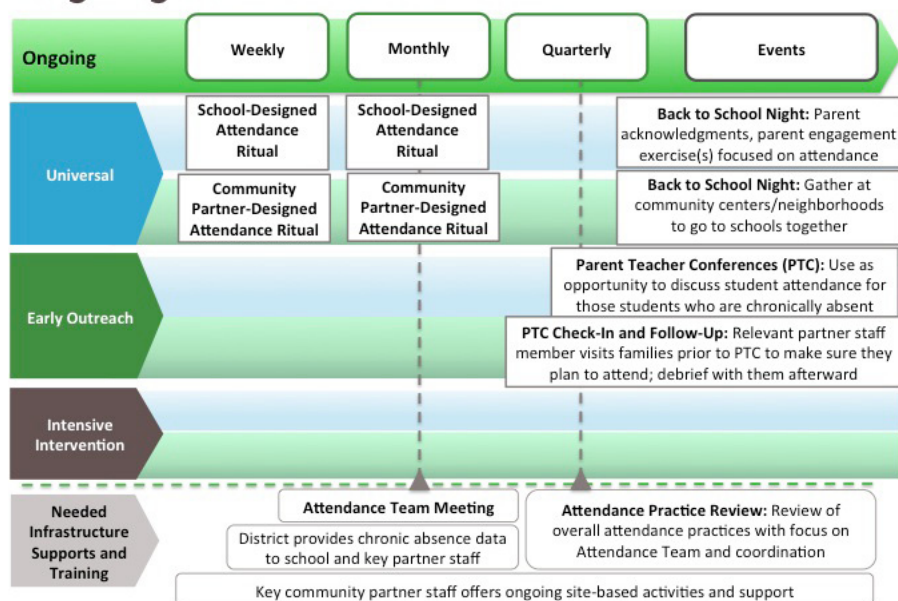 Ongoing
Weekly
Monthly
Quarterly
Events
Universal
School-Designed
Attendance
Ritual
Community
Partner-Designed
Attendance Ritual
School-Designed
Attendance
Ritual
Community
Partner-Designed
Attendance Ritual
Back to School Night: Parent
acknowledgments, parent engagement
exercise(s) focused on attendance
Back to School Night: Gather at
community centers/neighborhoods
to go to schools together
Early Outreach
Parent Teacher Conferences (PTC): Use as
opportunity to discuss student attendance for
those students who are chronically absent
PTC Check-In and Follow-Up: Relevant partner staff
member visits families prior to PTC to make sure they
plan to attend; debrief with them afterward
Intensive
Intervention
Needed
Infrastructure
Supports and
Training
Attendance Team Meeting
District provides chronic absence data
to school and key partner staff
Attendance Practice Review: Review of
overall attendance practices with focus on
Attendance Team and coordination
Key community partner staff offers ongoing site-based activities and support